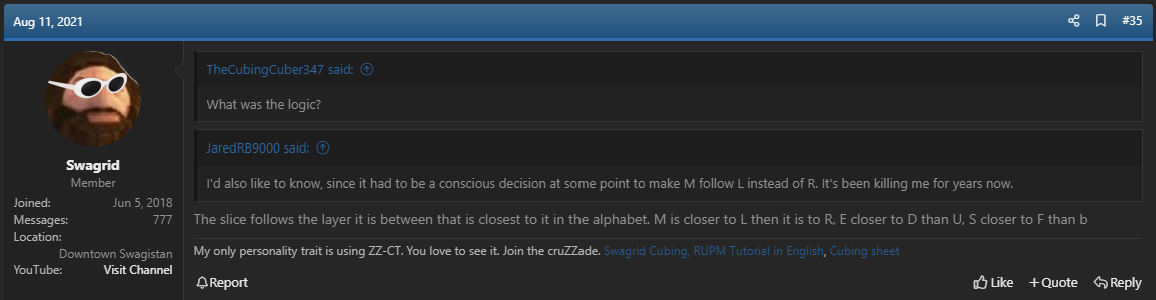 Aug 11, 2021
#35
TheCubingCuber347 said:
What was the logic?
JaredRB9000 said:
I'd also like to know, since it had to be a conscious decision at some point to make M follow L instead of R. It's been killing me for years now.
Swagrid
Member
Joined: Jun 5, 2018
Messages: 777
Location:
Downtown Swagistan
YouTube: Visit Channel
The slice follows the layer it is between that is closest to it in the alphabet. M is closer to L then it is to R, E closer to D than U, S closer to F than b
My only personality trait is using ZZ-CT. You love to see it. Join the cruZZade. Swagrid Cubing, RUPM Tutorial in English, Cubing sheet
Report
Like +Quote Reply